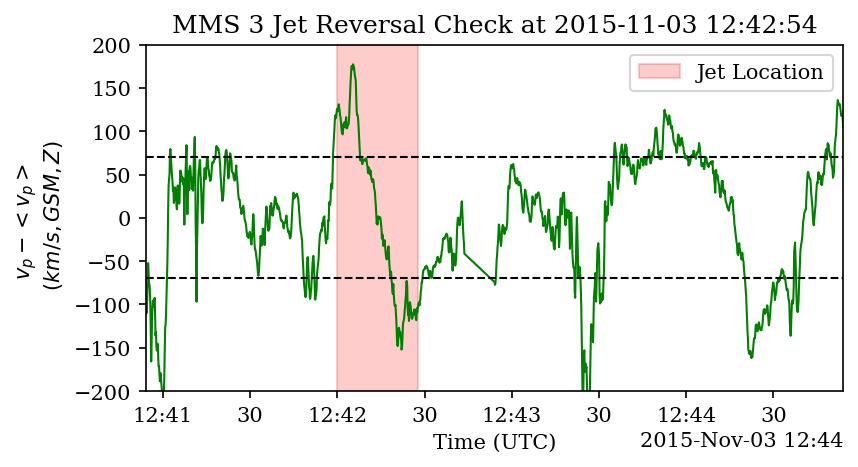 MMS 3 Jet Reversal Check at 2015-11-03 12:42:54
200
150
100
50
0
−50
−100
−150
−200
v_p − < v_p >
(km/s, GSM, Z)
Jet Location
12:41
30
12:42
30
12:43
30
12:44
30
Time (UTC)
2015-Nov-03 12:44